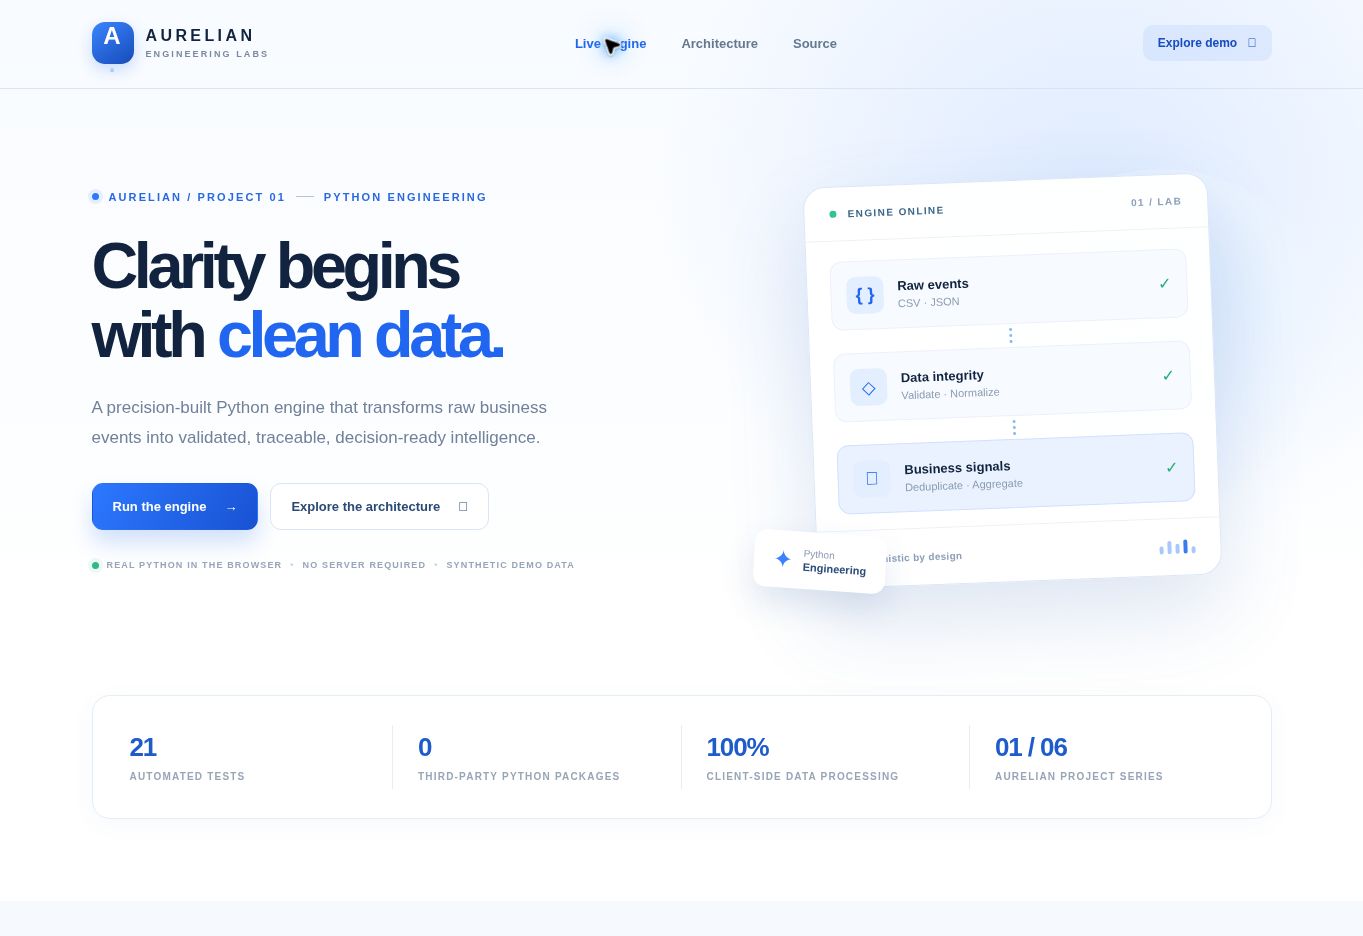 A
AURELIAN
ENGINEERING LABS
Live
Architecture
Source
Explore demo
AURELIAN / PROJECT 01
PYTHON ENGINEERING
Clarity begins
with clean data.
A precision-built Python engine that transforms raw business
events into validated, traceable, decision-ready intelligence.
Run the engine →
Explore the architecture
REAL PYTHON IN THE BROWSER • NO SERVER REQUIRED • SYNTHETIC DEMO DATA
ENGINE ONLINE
01 / LAB
{ } Raw events ✓
CSV · JSON
◇ Data integrity ✓
Validate · Normalize
Business signals ✓
Deduplicate · Aggregate
by design
✦ Python
Engineering
21
AUTOMATED TESTS
0
THIRD-PARTY PYTHON PACKAGES
100%
CLIENT-SIDE DATA PROCESSING
01 / 06
AURELIAN PROJECT SERIES